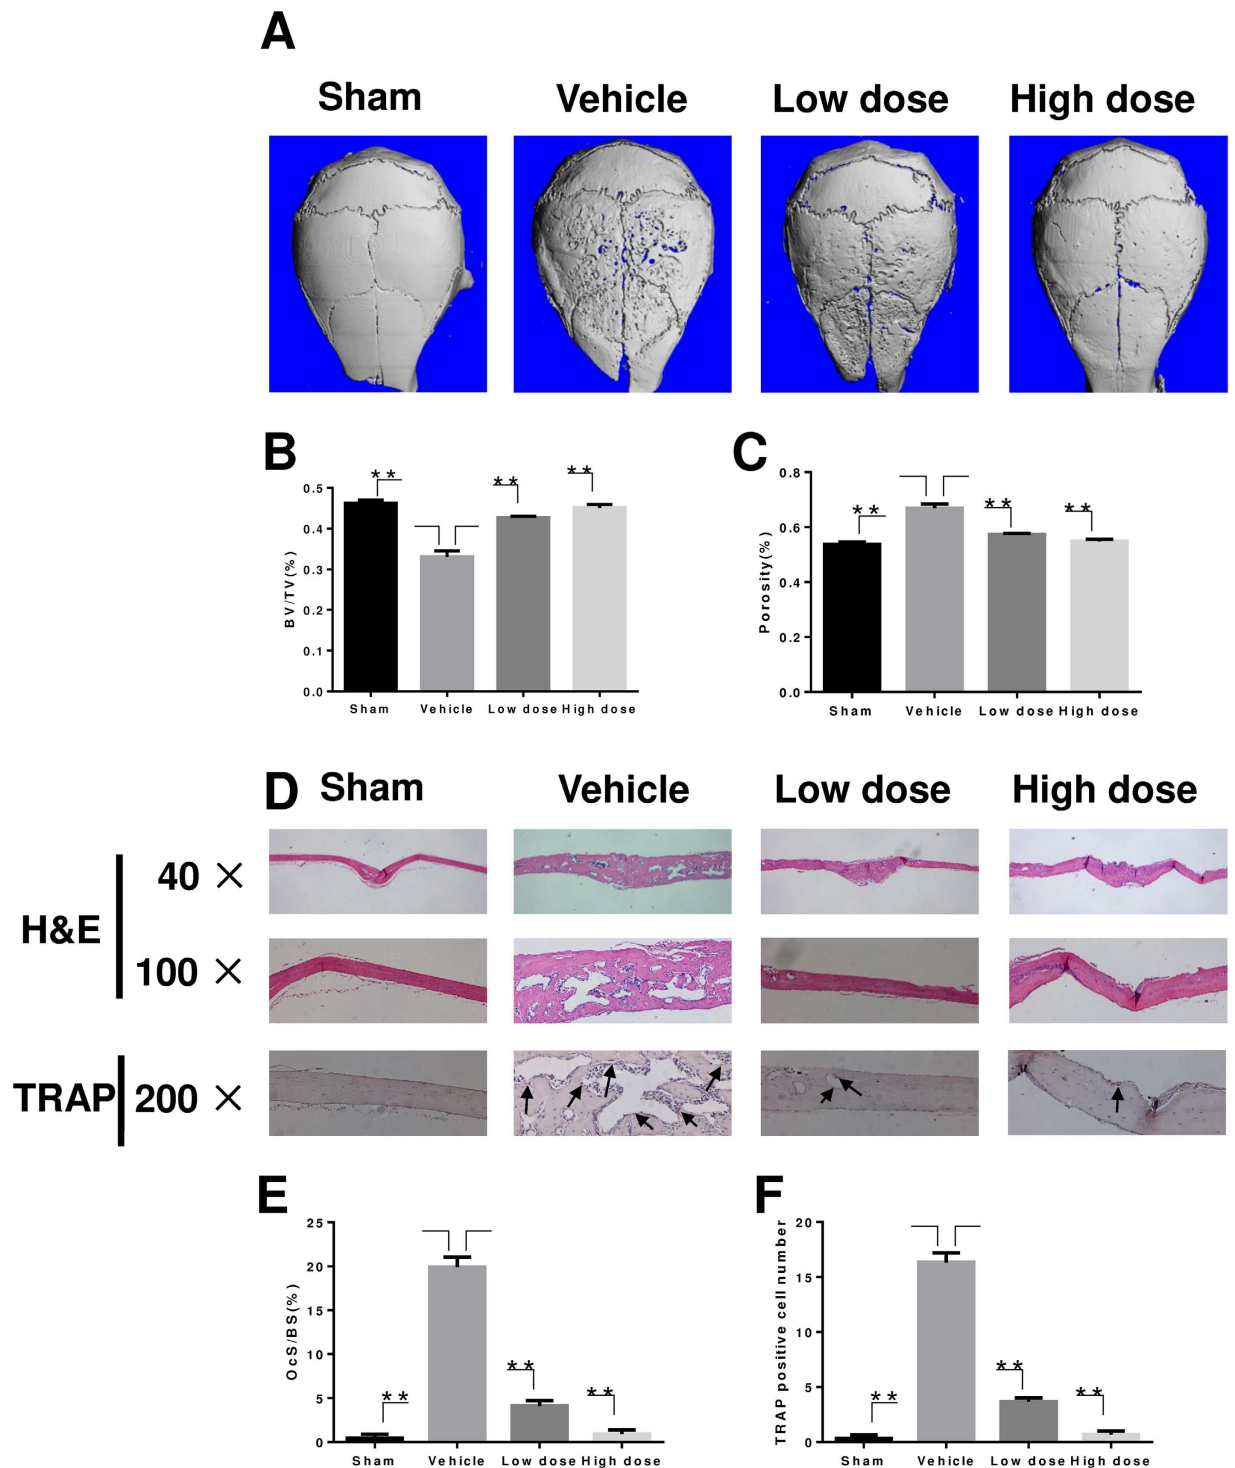 A
Sham Vehicle Low dose High dose
B
C
** ** **
0.5
0.4
0.3
0.2
0.1
0.0
BV/TV(%)
Sham Vehicle Low dose High dose
** ** **
0.8
0.6
0.4
0.2
0.0
Porosity(%)
Sham Vehicle Low dose High dose
D Sham Vehicle Low dose High dose
H&E
40 ×
100 ×
TRAP 200 ×
E
F
25
20
15
10
5
0
OcS/BS(%)
** ** **
Sham Vehicle Low dose High dose
20
15
10
5
0
TRAP positive cell number
** ** **
Sham Vehicle Low dose High dose